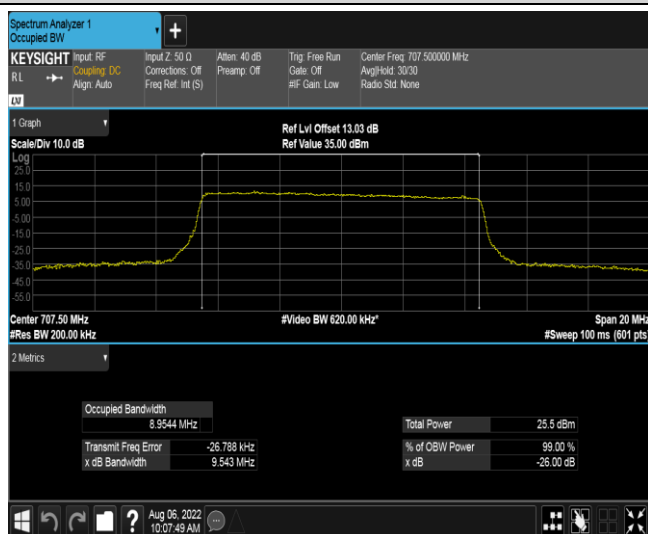 Spectrum Analyzer 1
Occupied BW
+
KEYSIGHT
RL
LXI
Input: RF
Coupling: DC
Align: Auto
Input Z: 50 Ω
Corrections: Off
Freq Ref: Int (S)
Atten: 40 dB
Preamp: Off
Trig: Free Run
Gate: Off
#IF Gain: Low
Center Freq: 707.500000 MHz
Avg|Hold: 30/30
Radio Std: None
1 Graph
Scale/Div 10.0 dB
Ref Lvl Offset 13.03 dB
Ref Value 35.00 dBm
Log
25.0
15.0
5.00
-5.00
-15.0
-25.0
-35.0
-45.0
-55.0
Center 707.50 MHz
#Res BW 200.00 kHz
#Video BW 620.00 kHz*
Span 20 MHz
#Sweep 100 ms (601 pts)
2 Metrics
Occupied Bandwidth
8.9544 MHz
Transmit Freq Error -26.788 kHz
x dB Bandwidth 9.543 MHz
Total Power 25.5 dBm
% of OBW Power 99.00 %
x dB -26.00 dB
?
Aug 06, 2022
10:07:49 AM